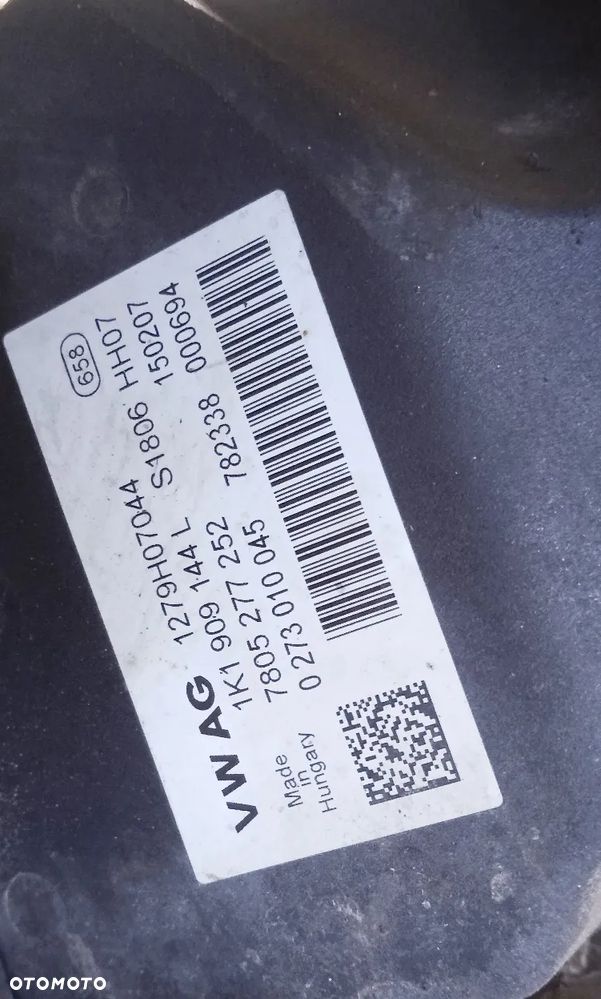 658
VW AG 1279H07044 HH07
1K1 909 144 L S1806 150207
7805 277 252 782338 000694
0 273 010 045
Made
in
Hungary
OTOMOTO